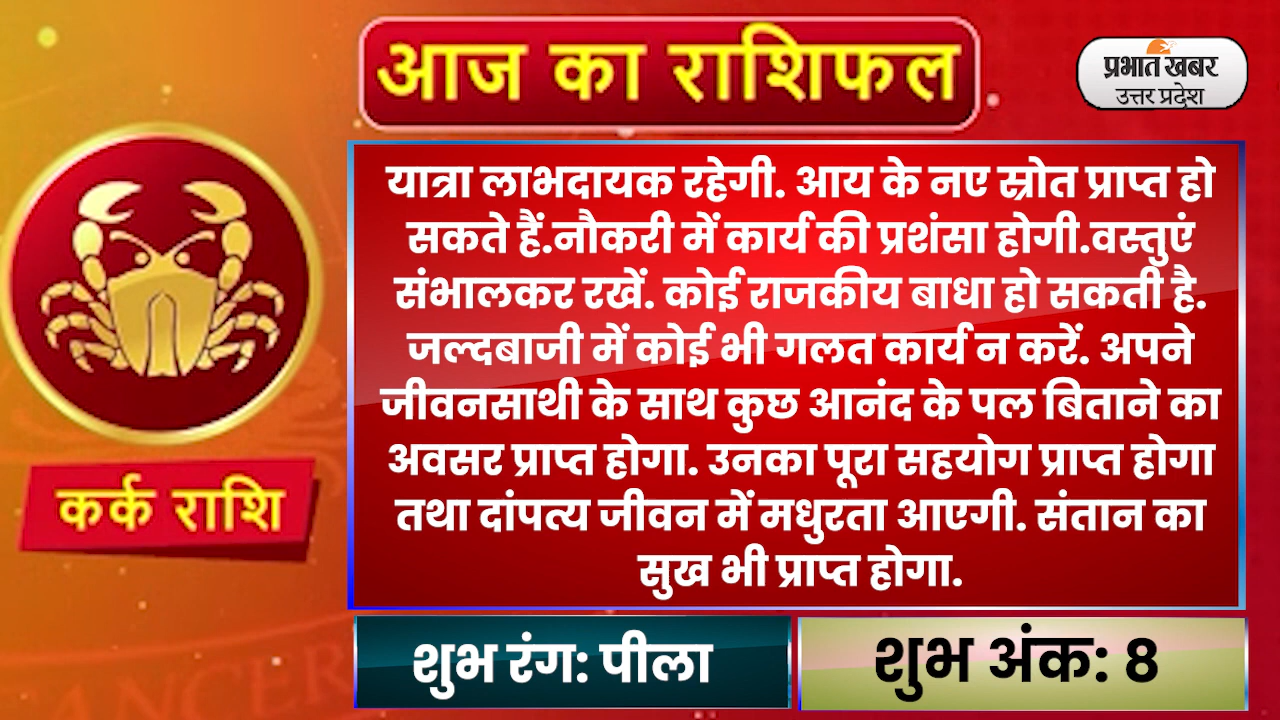 आज का राशिफल
प्रभात खबर
उत्तर प्रदेश
यात्रा लाभदायक रहेगी. आय के नए स्रोत प्राप्त हो
सकते हैं.नौकरी में कार्य की प्रशंसा होगी.वस्तुएं
संभालकर रखें. कोई राजकीय बाधा हो सकती है.
जल्दबाजी में कोई भी गलत कार्य न करें. अपने
जीवनसाथी के साथ कुछ आनंद के पल बिताने का
अवसर प्राप्त होगा. उनका पूरा सहयोग प्राप्त होगा
तथा दांपत्य जीवन में मधुरता आएगी. संतान का
सुख भी प्राप्त होगा.
कर्क राशि
शुभ रंग: पीला
शुभ अंक: 8
CANCER